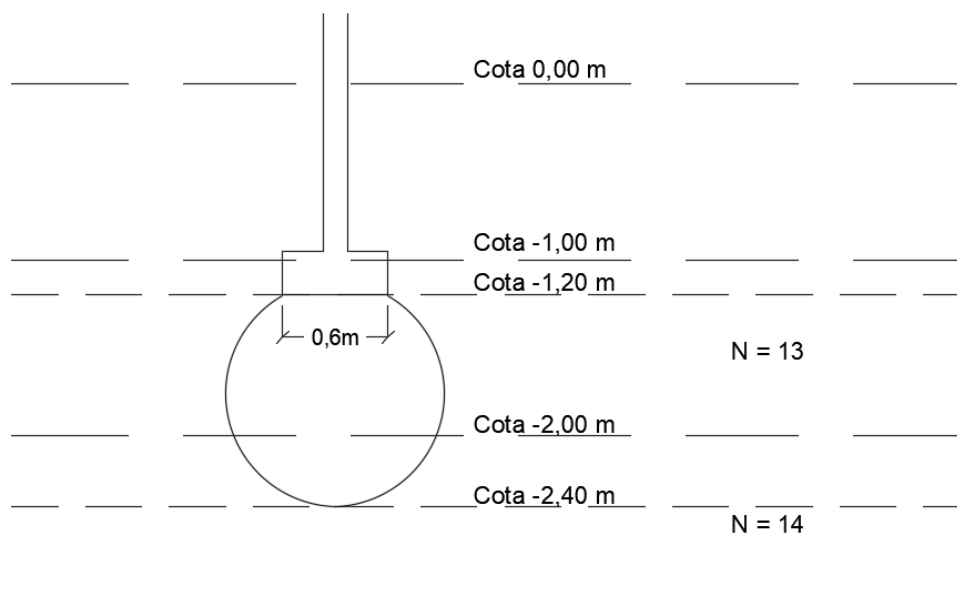 Cota 0,00 m
Cota -1,00 m
Cota -1,20 m
0,6m
N = 13
Cota -2,00 m
Cota -2,40 m
N = 14